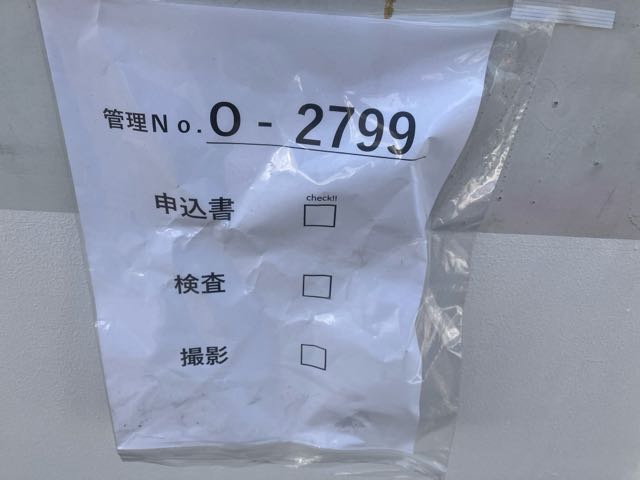 管理No. O - 2799
check!!
申込書 □
検査 □
撮影 □